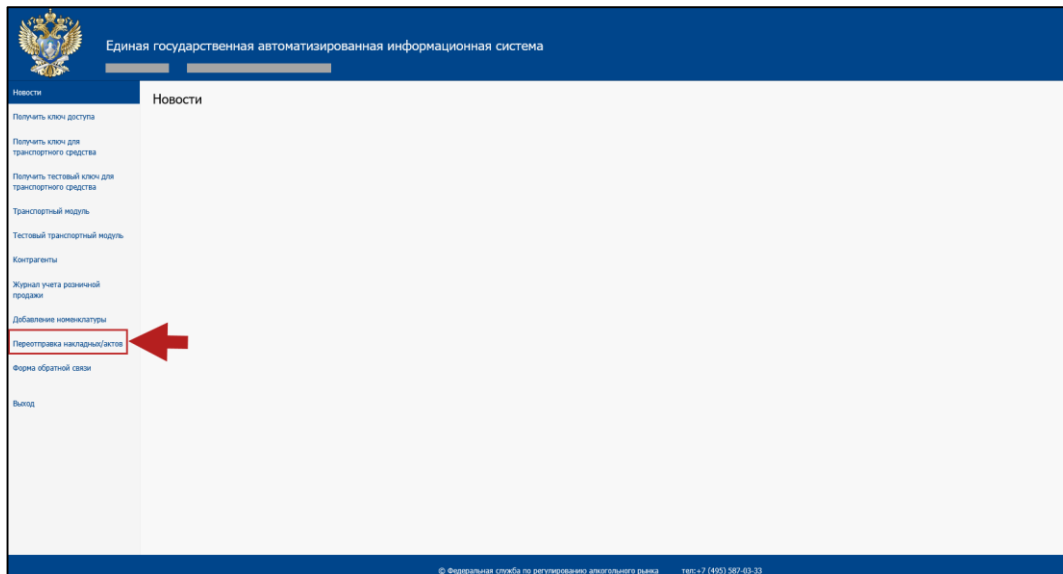 Единая государственная автоматизированная информационная система
Новости
Новости
Получить ключ доступа
Получить ключ для
транспортного средства
Получить тестовый ключ для
транспортного средства
Транспортный модуль
Тестовый транспортный модуль
Контрагенты
Журнал учета розничной
продажи
Добавление номенклатуры
Переотправка накладных/актов
Форма обратной связи
Выход
© Федеральная служба по регулированию алкогольного рынка тел:+7 (495) 587-03-33